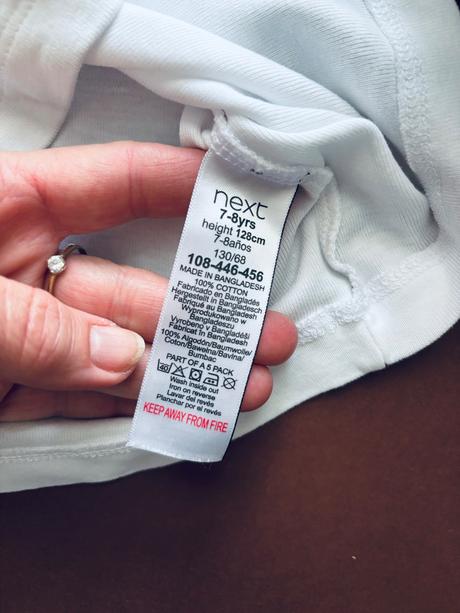 next
7-8yrs
height 128cm
7-8años
130/68
108-446-456
MADE IN BANGLADESH
100% COTTON
Fabricado en Bangladés
Hergestellt in Bangladesh
Fabriqué au Bangladesh
Wyprodukowano w
Bangladeszu
Vyrobeno v Bangladéši
Fabricat în Bangladesh
100% Algodón/Baumwolle/
Coton/Bawełna/Bavlna/
Bumbac
PART OF A 5 PACK
40
Wash inside out
Iron on reverse
Lavar del revés
Planchar por el revés
KEEP AWAY FROM FIRE